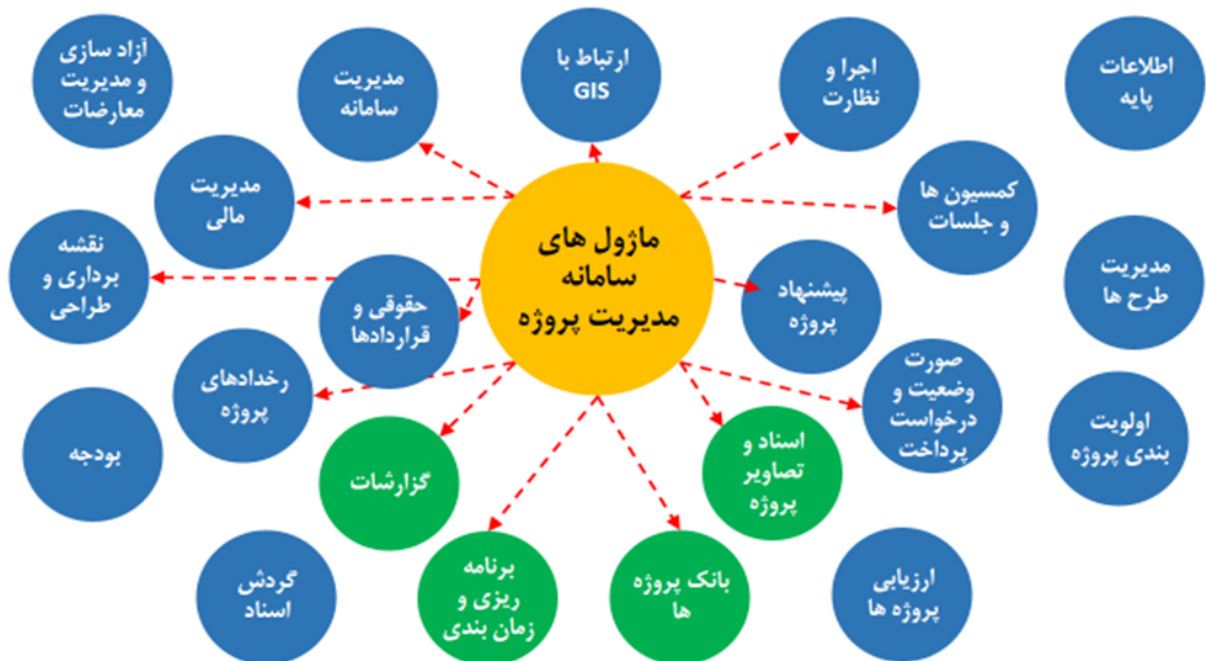 اطلاعات
پایه
اجرا و
نظارت
ارتباط با
GIS
مدیریت
سامانه
آزاد سازی
و مدیریت
معارضات
کمسیون ها
و جلسات
مدیریت
مالی
مدیریت
طرح ها
ماژول های
سامانه
مدیریت پروژه
پیشنهاد
پروژه
حقوقی و
قراردادها
نقشه
برداری و
طراحی
صورت
وضعیت و
درخواست
پرداخت
رخدادهای
پروژه
اولویت
بندی پروژه
بودجه
اسناد و
تصاویر
پروژه
گزارشات
ارزیابی
پروژه ها
بانک پروژه
ها
برنامه
ریزی و
زمان بندی
گردش
اسناد